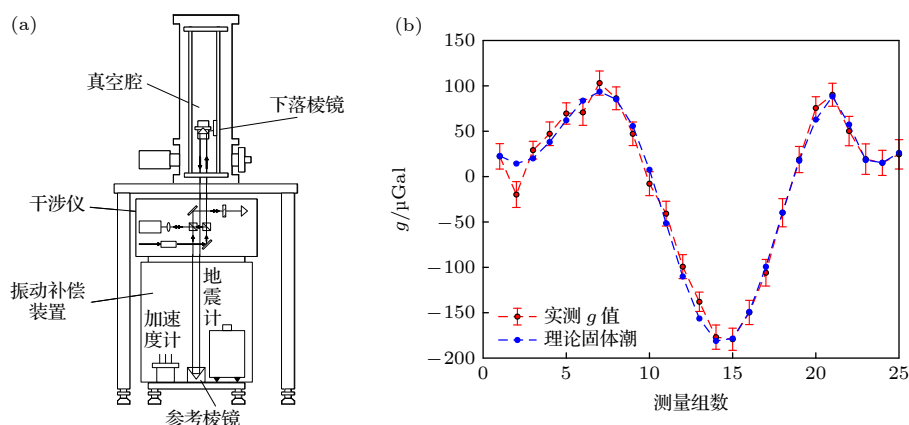 (a)
真空腔
下落棱镜
干涉仪
振动补偿
装置
地震计
加速
度计
参考棱镜
(b)
150
100
50
0
−50
−100
−150
−200
g/μGal
实测 g 值
理论固体潮
0
5
10
15
20
25
测量组数